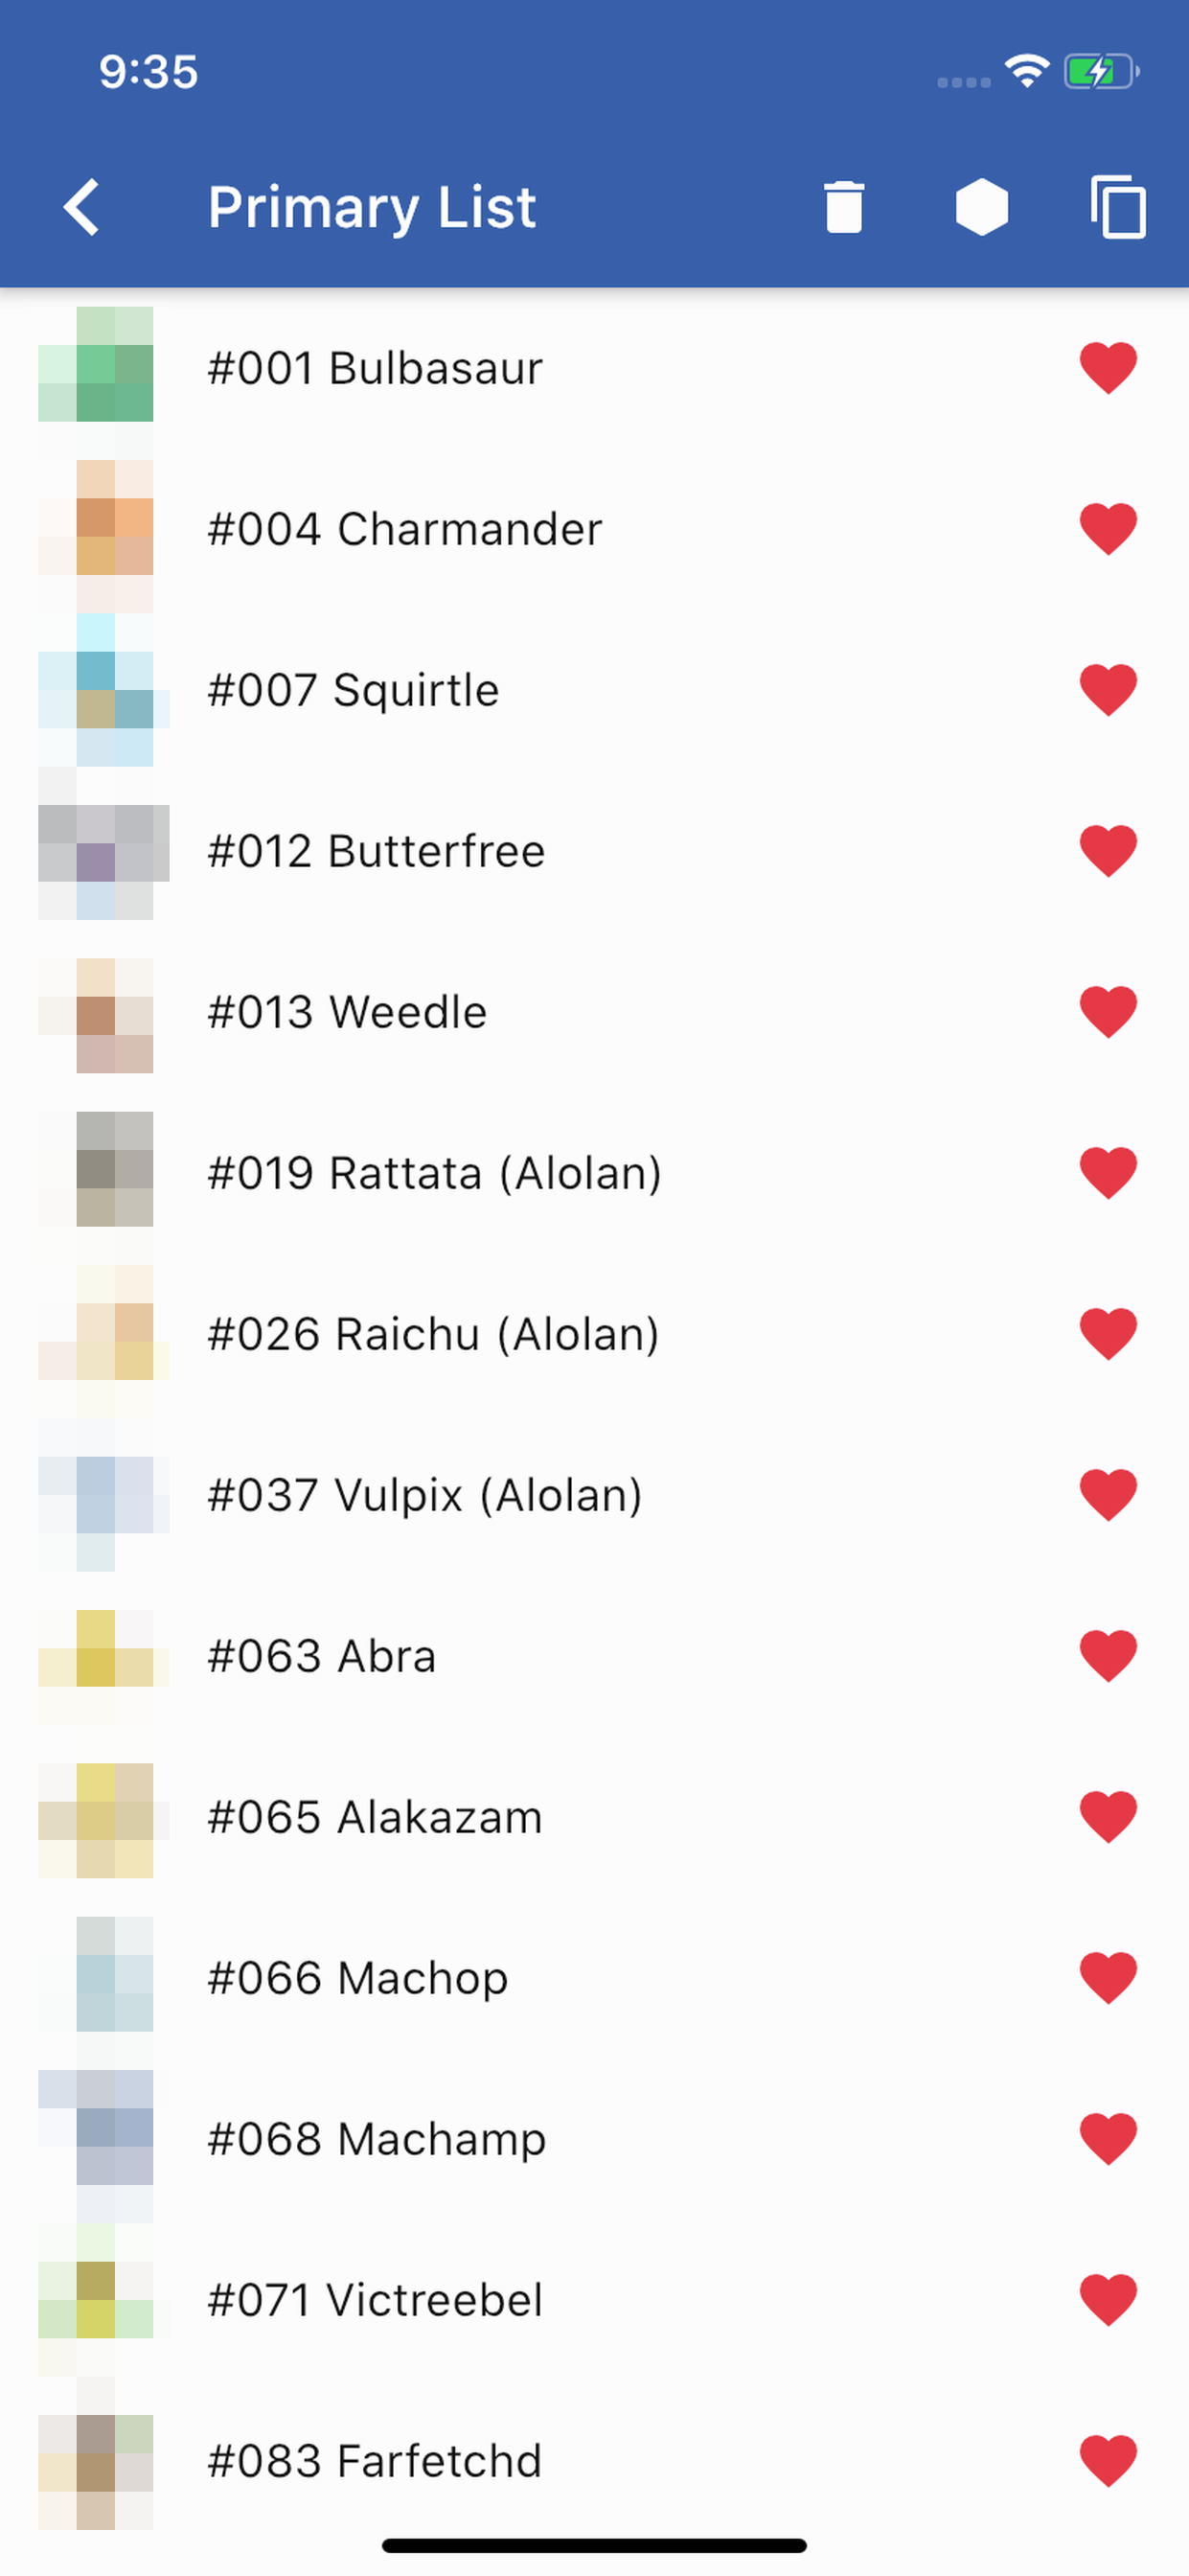 9:35
Primary List
#001 Bulbasaur
#004 Charmander
#007 Squirtle
#012 Butterfree
#013 Weedle
#019 Rattata (Alolan)
#026 Raichu (Alolan)
#037 Vulpix (Alolan)
#063 Abra
#065 Alakazam
#066 Machop
#068 Machamp
#071 Victreebel
#083 Farfetchd